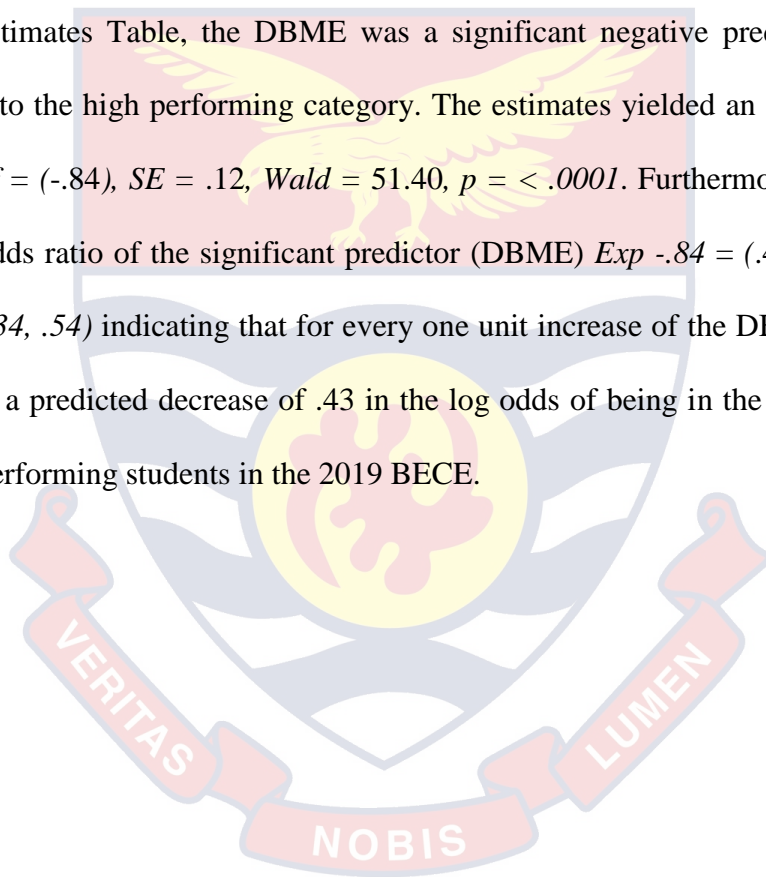 timates Table, the DBME was a significant negative pred
to the high performing category. The estimates yielded an
= (-.84), SE = .12, Wald = 51.40, p = < .0001. Furthermo
dds ratio of the significant predictor (DBME) Exp -.84 = (.4
34, .54) indicating that for every one unit increase of the DB
a predicted decrease of .43 in the log odds of being in the
erforming students in the 2019 BECE.
VERITAS
NOBIS
LUMEN